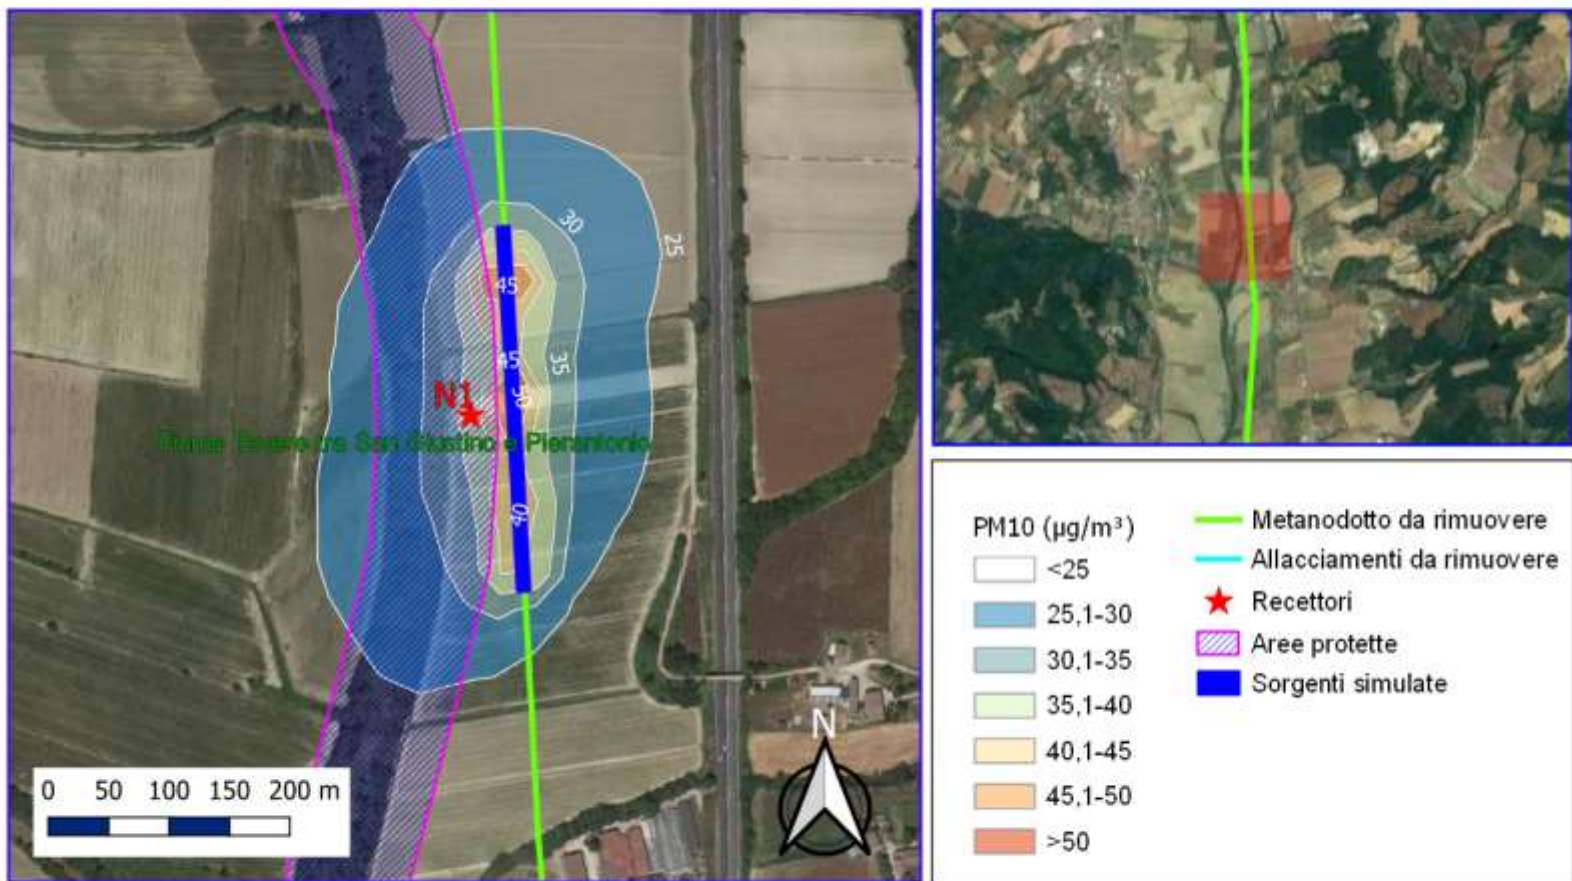 30
25
45
45
35
50
N1
Fiume Tevere tra San Giustino e Pierantonio
40
N
0 50 100 150 200 m
PM10 (µg/m³)
<25
25,1-30
30,1-35
35,1-40
40,1-45
45,1-50
>50
Metanodotto da rimuovere
Allacciamenti da rimuovere
Recettori
Aree protette
Sorgenti simulate